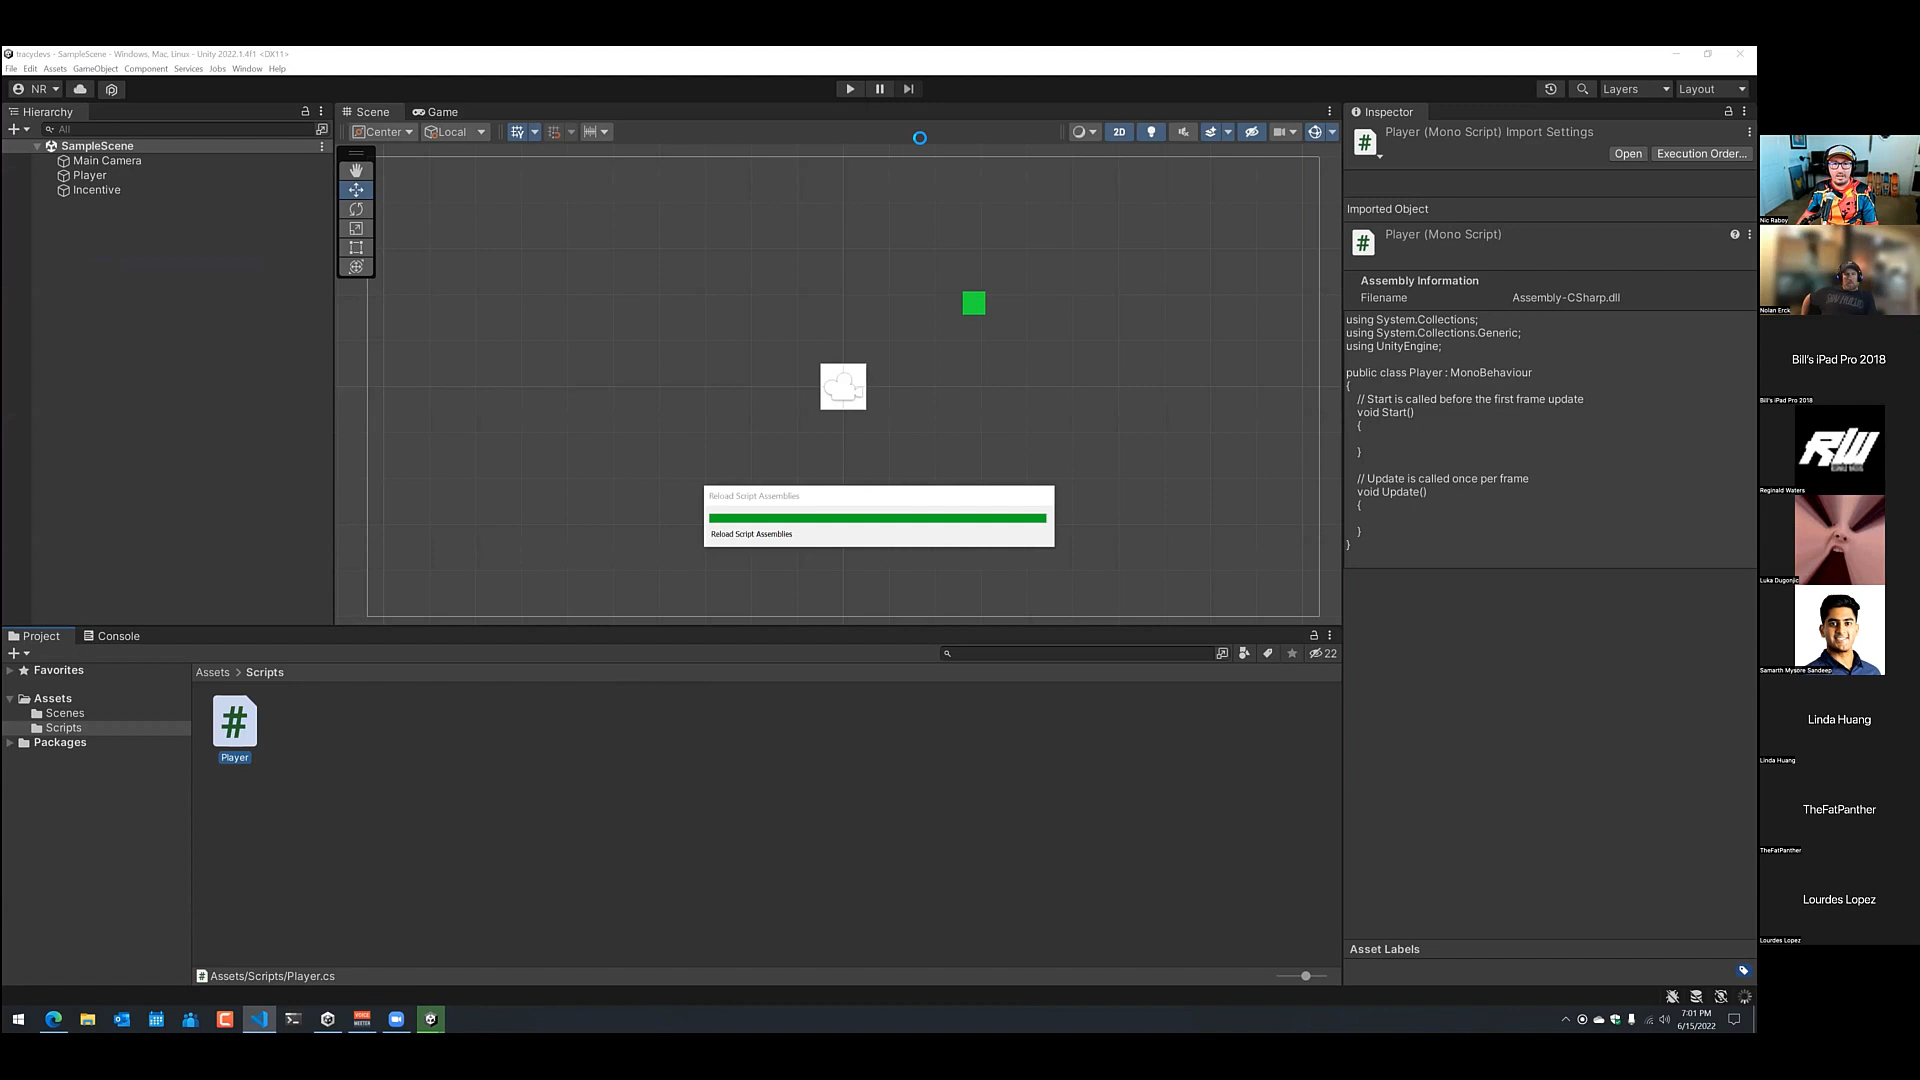 tracydevs - SampleScene - Windows, Mac, Linux - Unity 2022.1.4f1 <DX11>
File Edit Assets GameObject Component Services Jobs Window Help
NR
Layers
Layout
Hierarchy
All
SampleScene
Main Camera
Player
Incentive
Scene
Game
Center
Local
2D
Reload Script Assemblies
Reload Script Assemblies
Inspector
Player (Mono Script) Import Settings
Open
Execution Order...
Imported Object
Player (Mono Script)
Assembly Information
Filename Assembly-CSharp.dll
using System.Collections;
using System.Collections.Generic;
using UnityEngine;
public class Player : MonoBehaviour
{
// Start is called before the first frame update
void Start()
{
}
// Update is called once per frame
void Update()
{
}
}
Asset Labels
Project
Console
22
Favorites
Assets
Scenes
Scripts
Packages
Assets > Scripts
#
Player
Assets/Scripts/Player.cs
7:01 PM
6/15/2022
Nic Raboy
Nolan Erck
Bill's iPad Pro 2018
Bill's iPad Pro 2018
RW
Reginald Waters
Luka Dugonjic
Samarth Mysore Sandeep
Linda Huang
Linda Huang
TheFatPanther
TheFatPanther
Lourdes Lopez
Lourdes Lopez